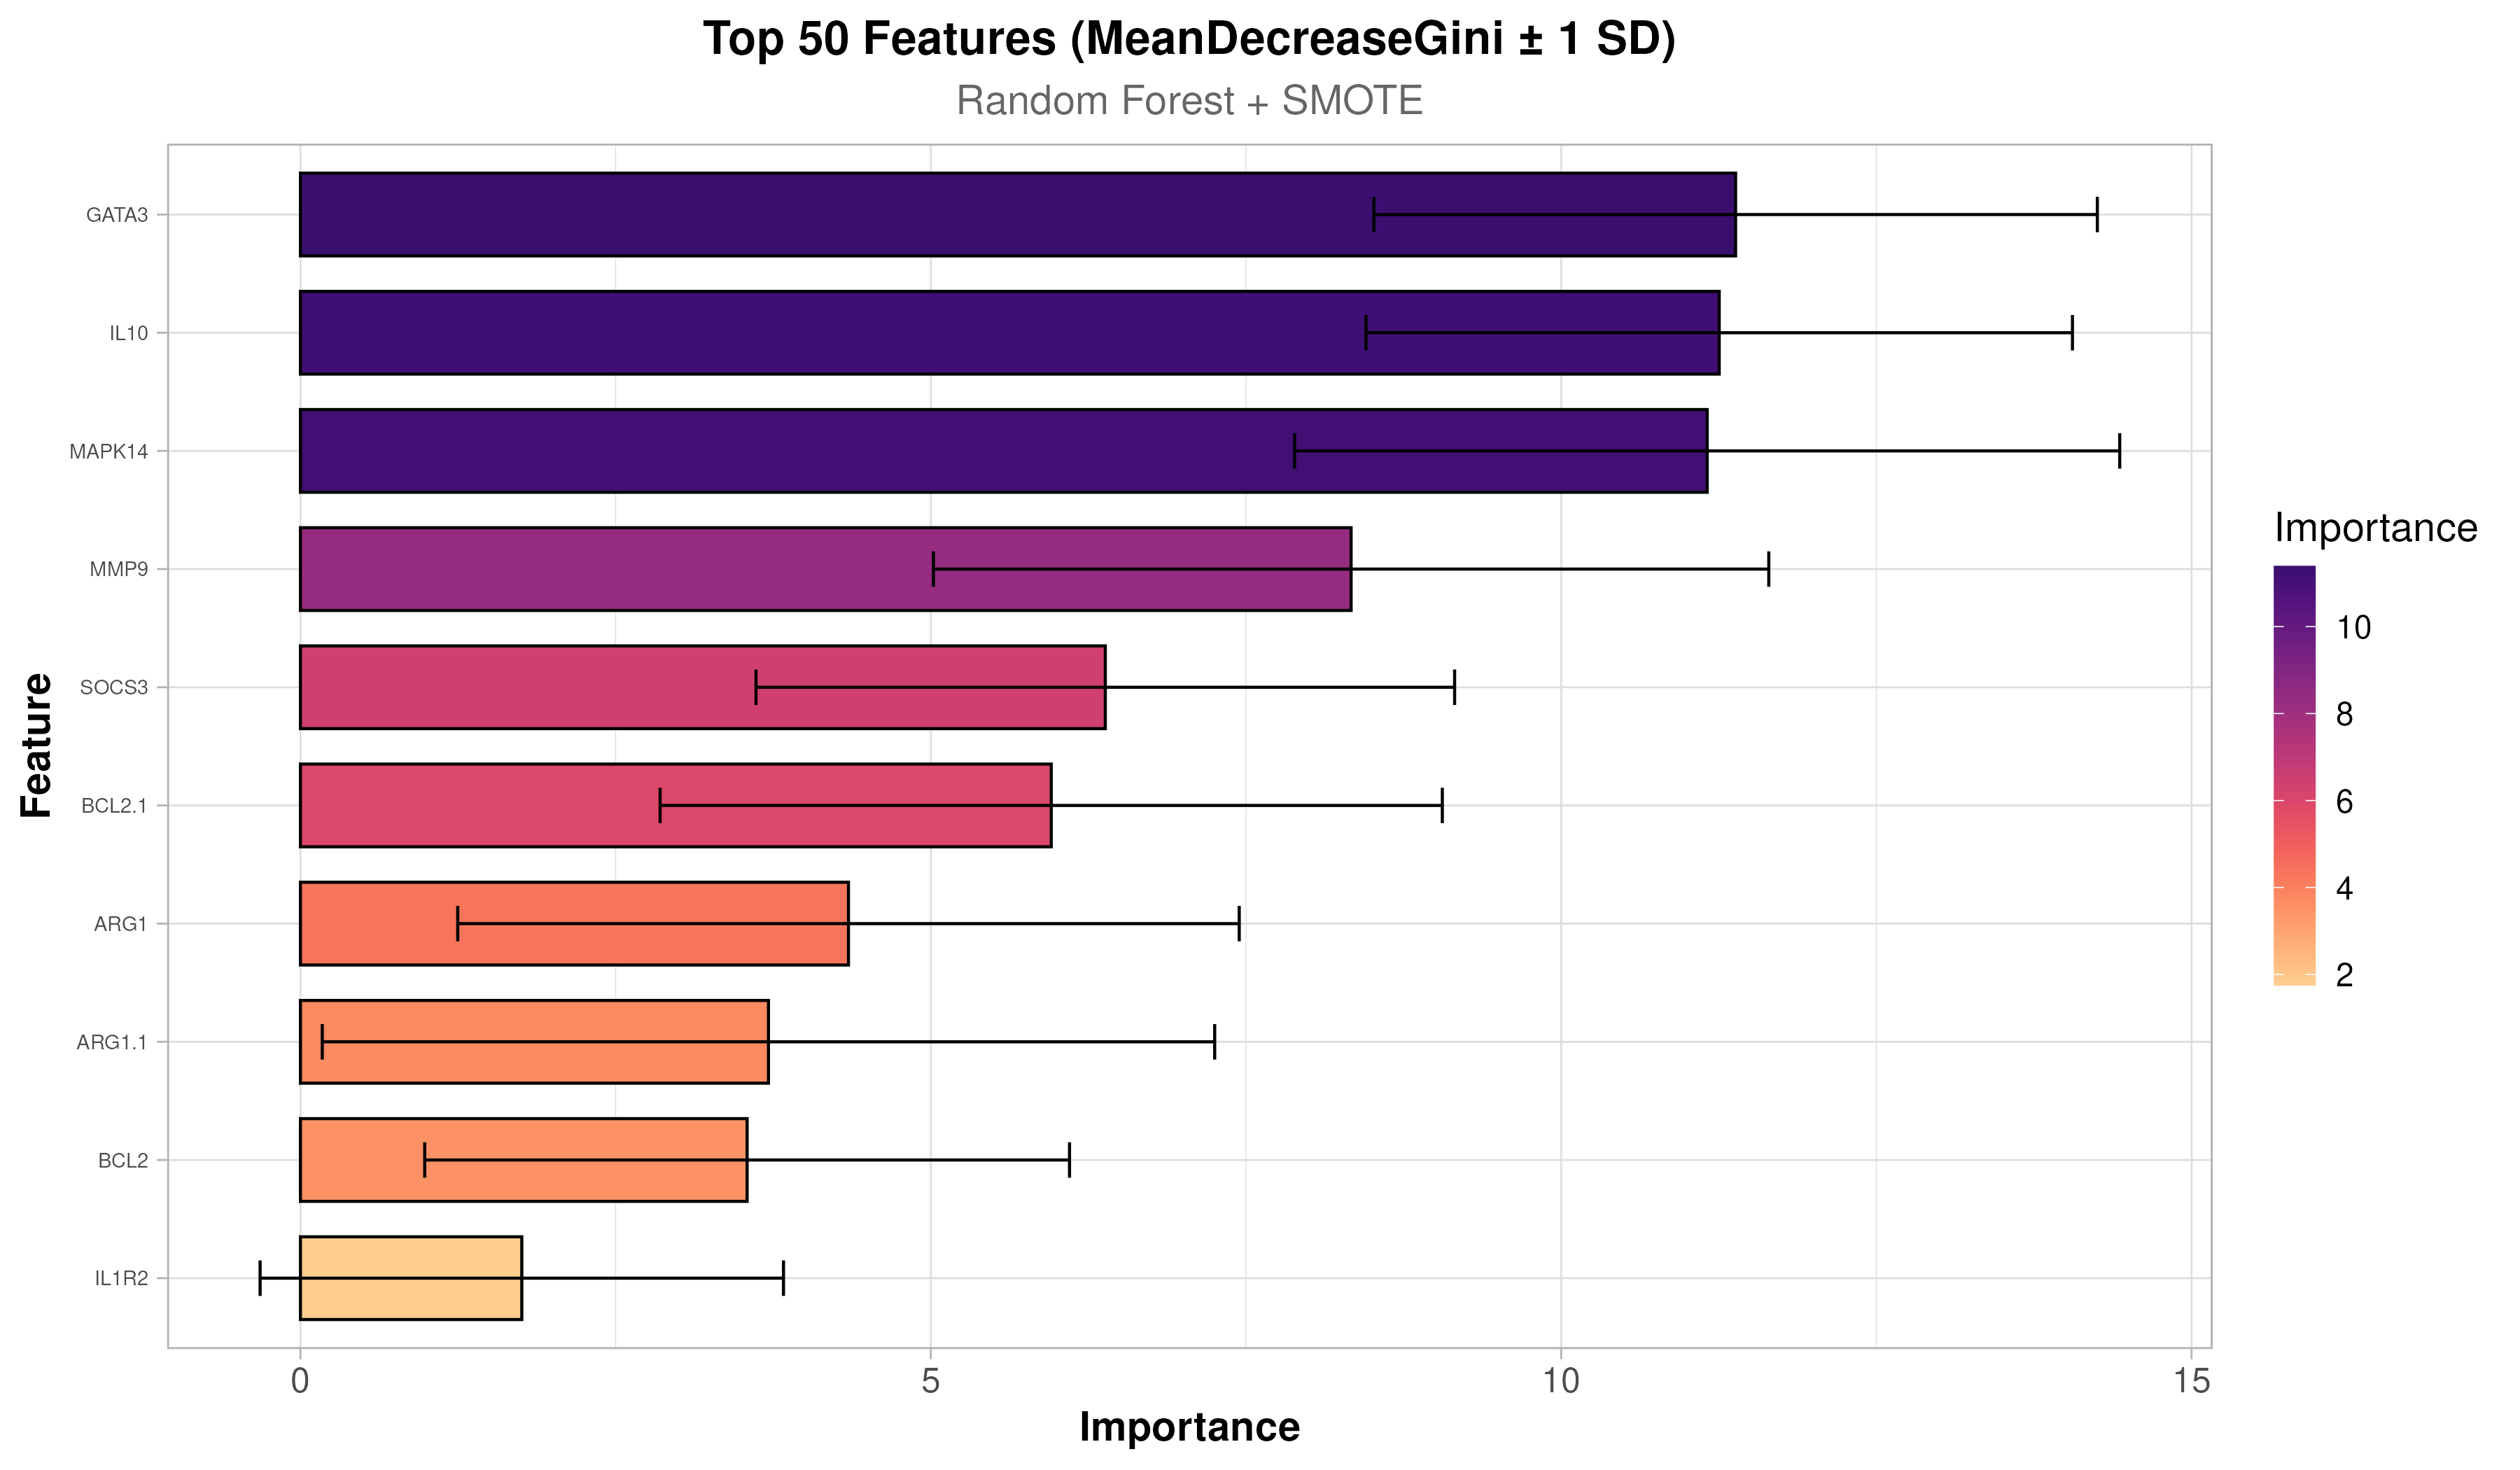 Top 50 Features (MeanDecreaseGini ± 1 SD)
Random Forest + SMOTE
Feature
GATA3
IL10
MAPK14
MMP9
SOCS3
BCL2.1
ARG1
ARG1.1
BCL2
IL1R2
0 5 10 15
Importance
Importance
10
8
6
4
2